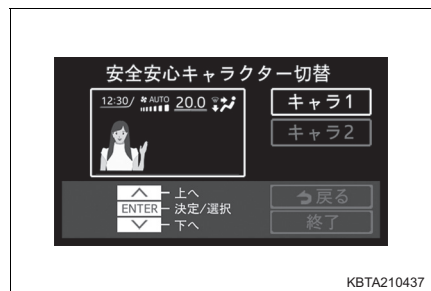 安全安心キャラクター切替
12:30/ AUTO 20.0
キャラ1
キャラ2
上へ
ENTER 決定/選択
下へ
戻る
終了
KBTA210437